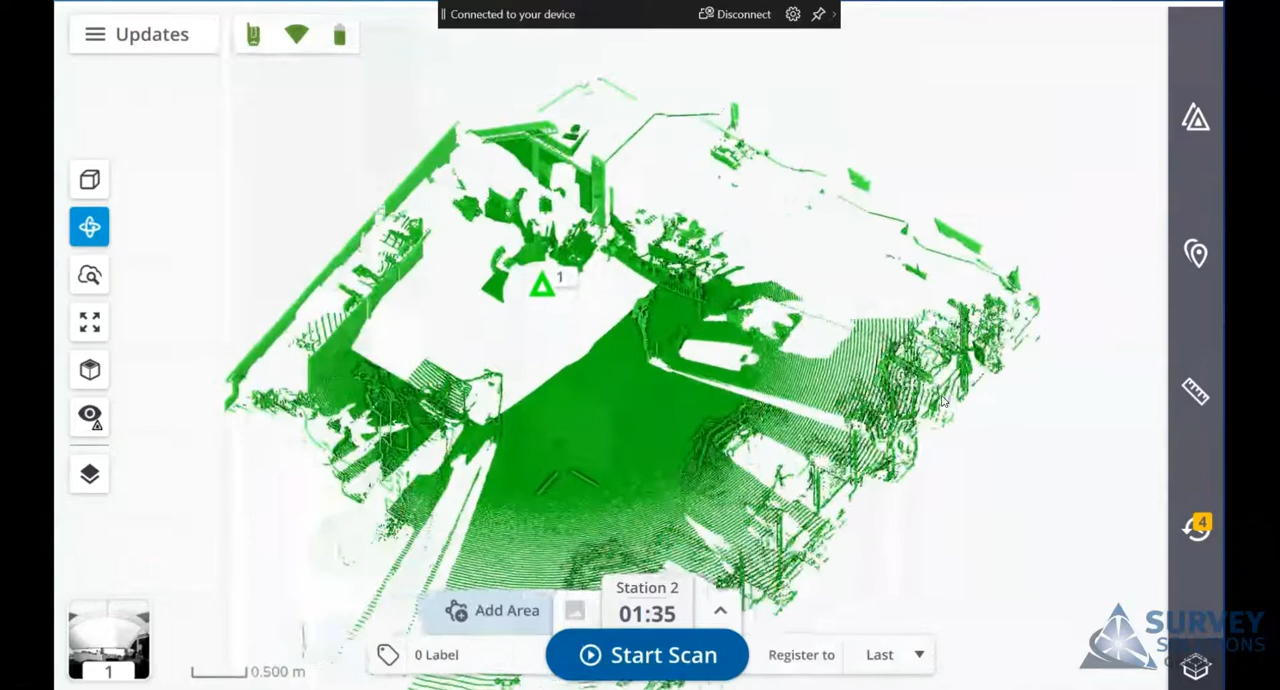 Connected to your device
Disconnect
Updates
1
4
Station 2
01:35
Add Area
0 Label
Start Scan
Register to
Last
1
0.500 m
SURVEY
SOLUTIONS